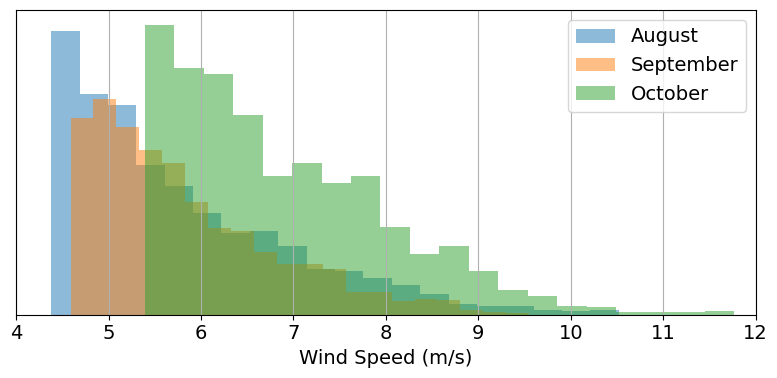 August
September
October
4 5 6 7 8 9 10 11 12
Wind Speed (m/s)